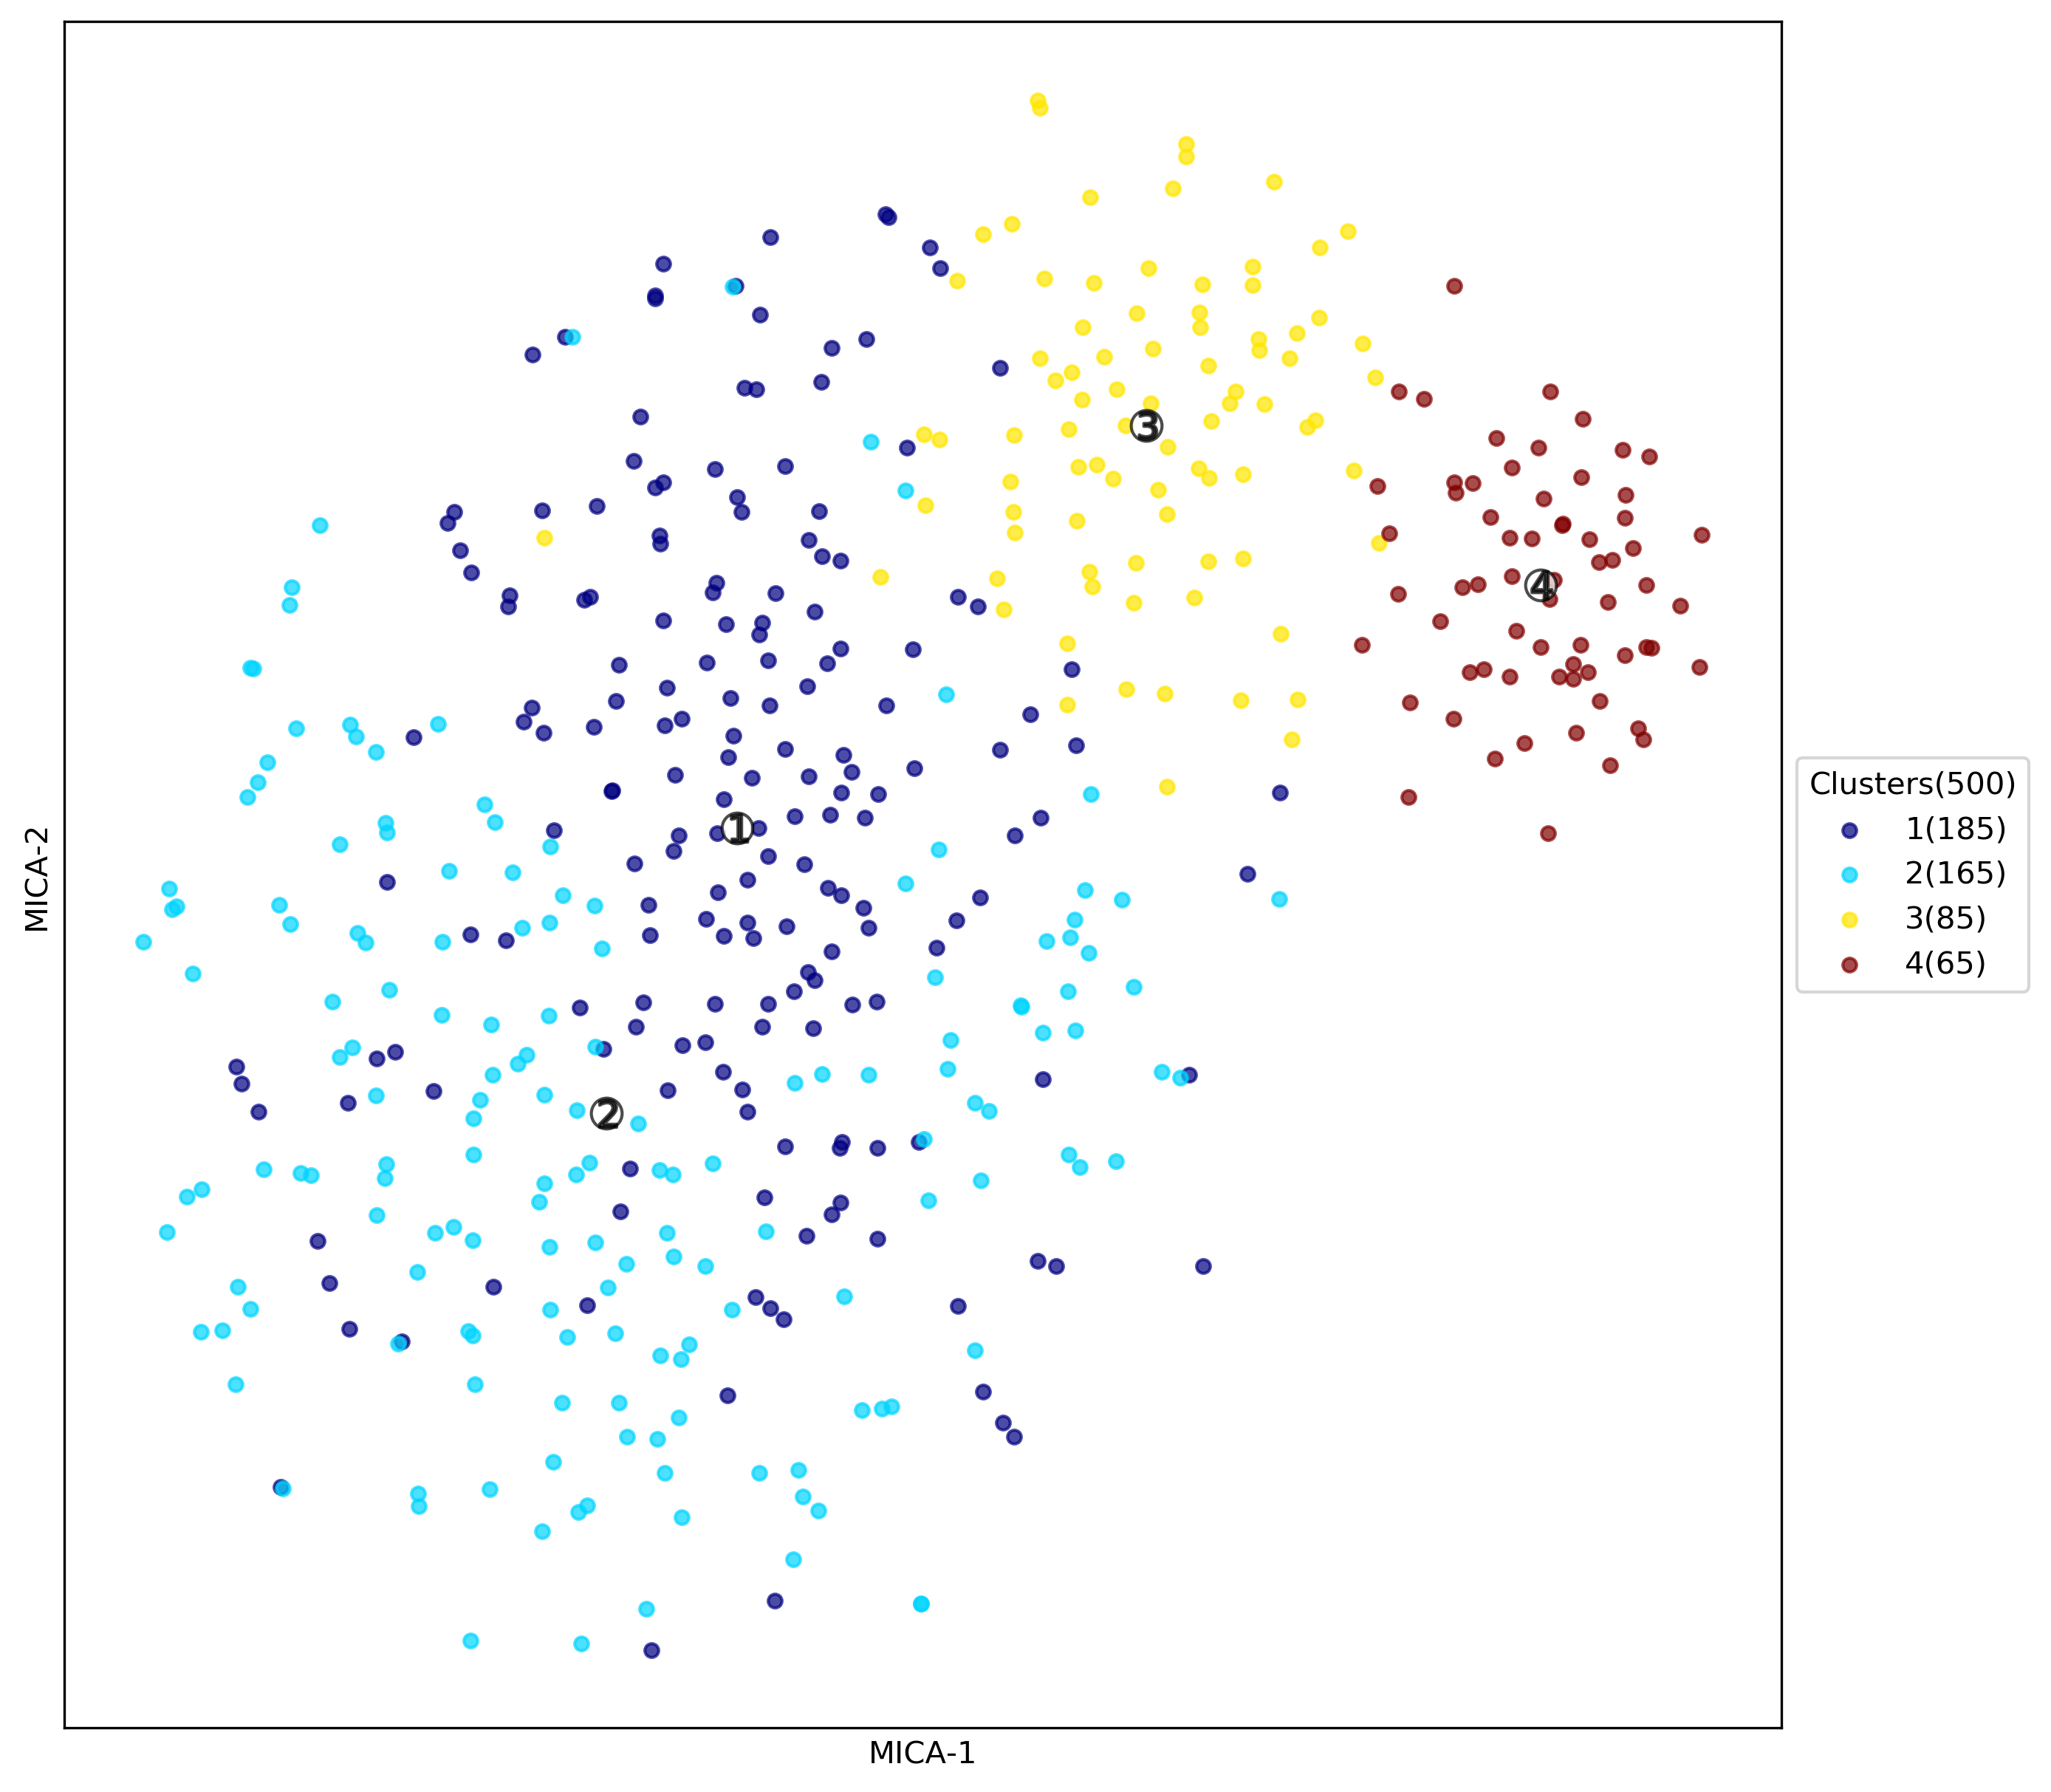 3
4
1
2
MICA-2
MICA-1
Clusters(500)
1(185)
2(165)
3(85)
4(65)